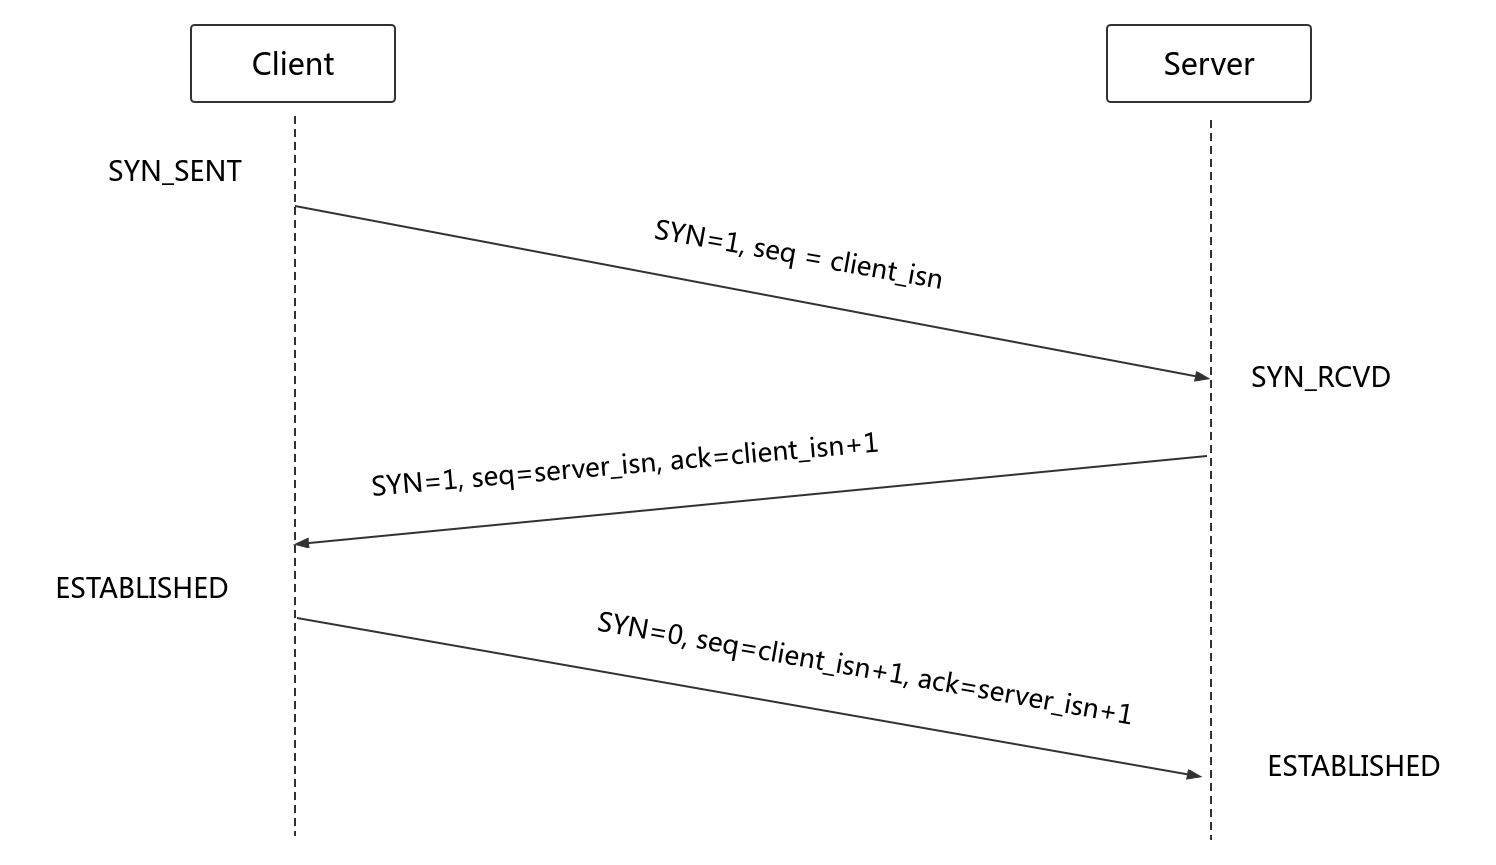 Client
Server
SYN_SENT
SYN=1, seq = client_isn
SYN_RCVD
SYN=1, seq=server_isn, ack=client_isn+1
ESTABLISHED
SYN=0, seq=client_isn+1, ack=server_isn+1
ESTABLISHED